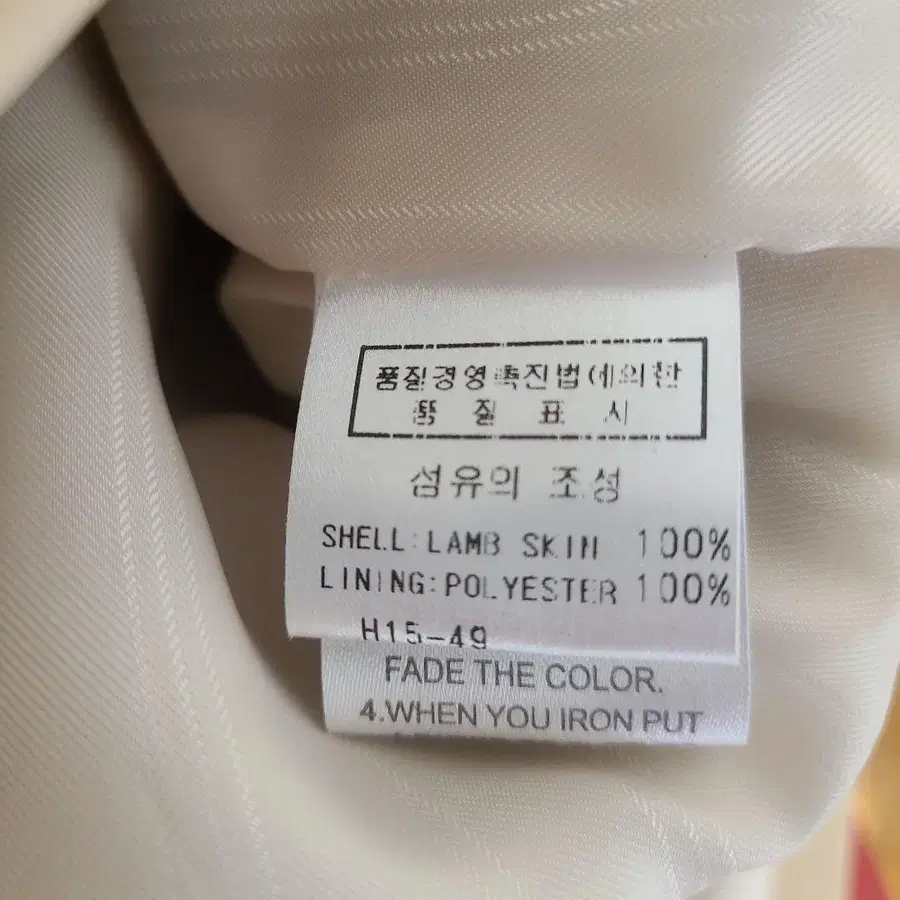 품질경영촉진법에의한
품 질 표 시
섬유의 조성
SHELL:LAMB SKIN 100%
LINING:POLYESTER 100%
H15-49
FADE THE COLOR.
4.WHEN YOU IRON PUT